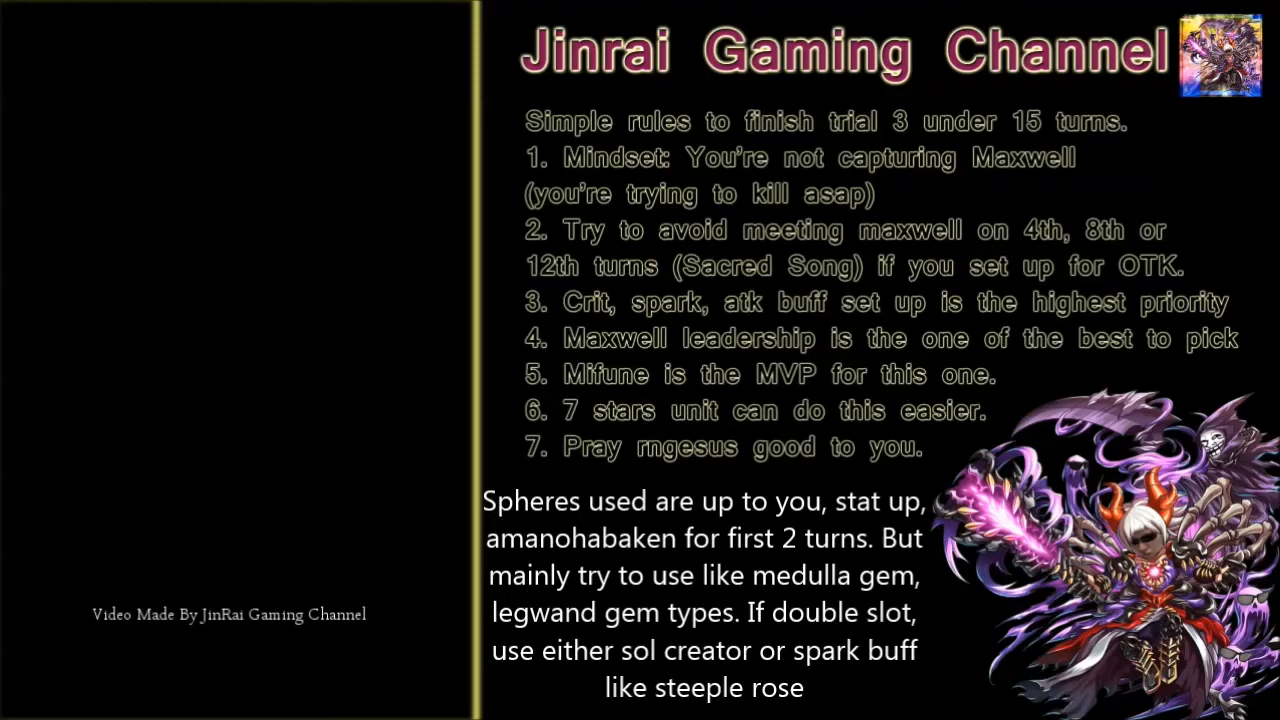 Jinrai Gaming Channel
Simple rules to finish trial 3 under 15 turns.
1. Mindset: You're not capturing Maxwell
(you're trying to kill asap)
2. Try to avoid meeting maxwell on 4th, 8th or
12th turns (Sacred Song) if you set up for OTK.
3. Crit, spark, atk buff set up is the highest priority
4. Maxwell leadership is the one of the best to pick
5. Mifune is the MVP for this one.
6. 7 stars unit can do this easier.
7. Pray rngesus good to you.
Spheres used are up to you, stat up,
amanohabaken for first 2 turns. But
mainly try to use like medulla gem,
legwand gem types. If double slot,
use either sol creator or spark buff
like steeple rose
Video Made By JinRai Gaming Channel